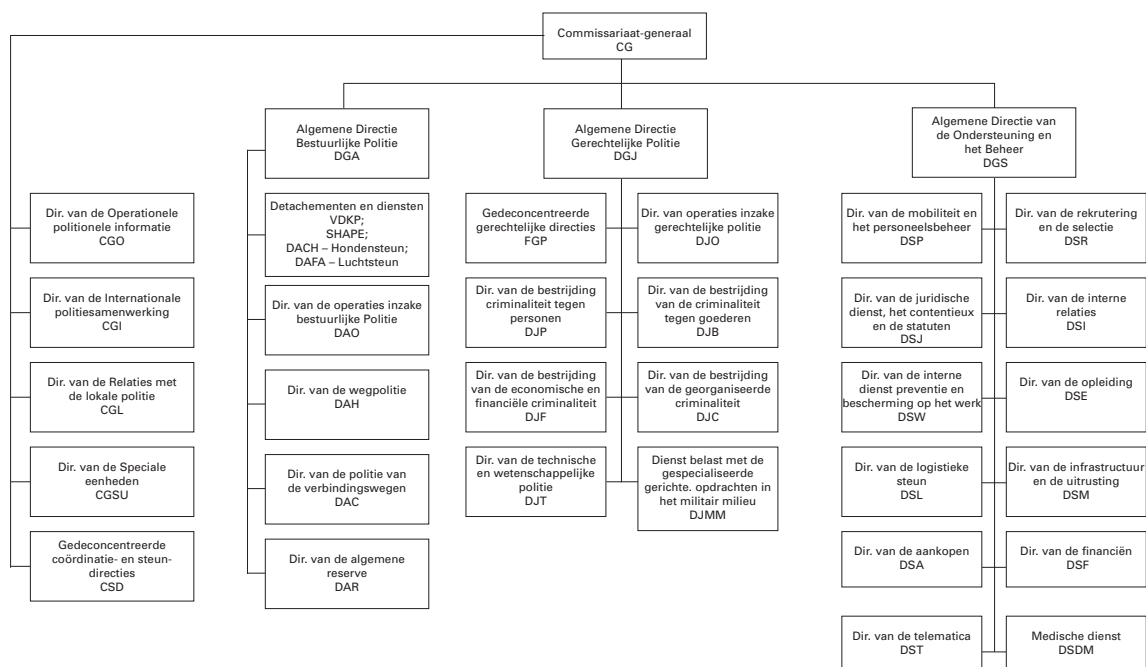 Commissariaat-generaal
CG
Algemene Directie
Bestuurlijke Politie
DGA
Algemene Directie
Gerechtelijke Politie
DGJ
Algemene Directie van
de Ondersteuning en
het Beheer
DGS
Dir. van de Operationele
politionele informatie
CGO
Dir. van de Internationale
politiesamenwerking
CGI
Dir. van de Relaties met
de lokale politie
CGL
Dir. van de Speciale
eenheden
CGSU
Gedeconcentreerde
coördinatie- en steun-
directies
CSD
Detachementen en diensten
VDKP;
SHAPE;
DACH – Hondensteun;
DAFA – Luchtsteun
Dir. van de operaties inzake
bestuurlijke Politie
DAO
Dir. van de wegpolitie
DAH
Dir. van de politie van
de verbindingswegen
DAC
Dir. van de algemene
reserve
DAR
Gedeconcentreerde
gerechtelijke directies
FGP
Dir. van operaties inzake
gerechtelijke politie
DJO
Dir. van de bestrijding
criminaliteit tegen
personen
DJP
Dir. van de bestrijding
van de criminaliteit
tegen goederen
DJB
Dir. van de bestrijding
van de economische en
financiële criminaliteit
DJF
Dir. van de bestrijding
van de georganiseerde
criminaliteit
DJC
Dir. van de technische
en wetenschappelijke
politie
DJT
Dienst belast met de
gespecialiseerde
gerichte. opdrachten in
het militair milieu
DJMM
Dir. van de mobiliteit en
het personeelsbeheer
DSP
Dir. van de rekrutering
en de selectie
DSR
Dir. van de juridische
dienst, het contentieux
en de statuten
DSJ
Dir. van de interne
relaties
DSI
Dir. van de interne
dienst preventie en
bescherming op het werk
DSW
Dir. van de opleiding
DSE
Dir. van de logistieke
steun
DSL
Dir. van de infrastructuur
en de uitrusting
DSM
Dir. van de aankopen
DSA
Dir. van de financiën
DSF
Dir. van de telematica
DST
Medische dienst
DSDM